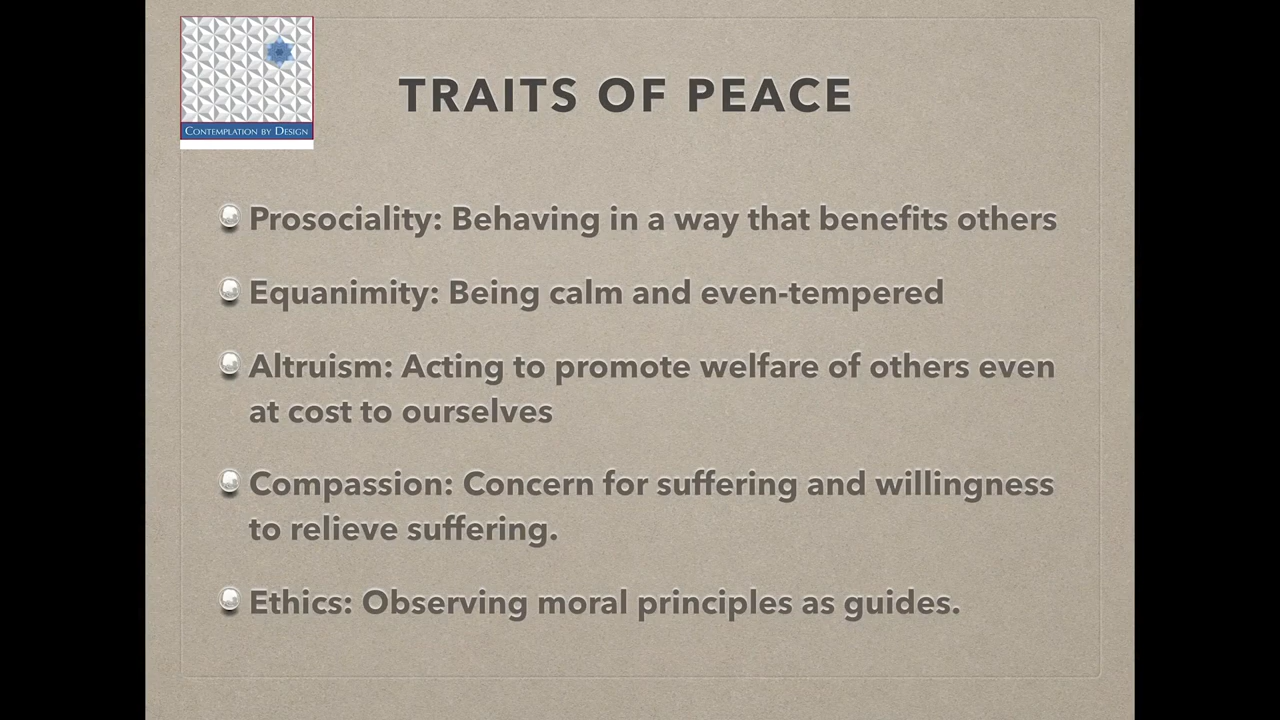 CONTEMPLATION BY DESIGN
TRAITS OF PEACE
Prosociality: Behaving in a way that benefits others
Equanimity: Being calm and even-tempered
Altruism: Acting to promote welfare of others even
at cost to ourselves
Compassion: Concern for suffering and willingness
to relieve suffering.
Ethics: Observing moral principles as guides.